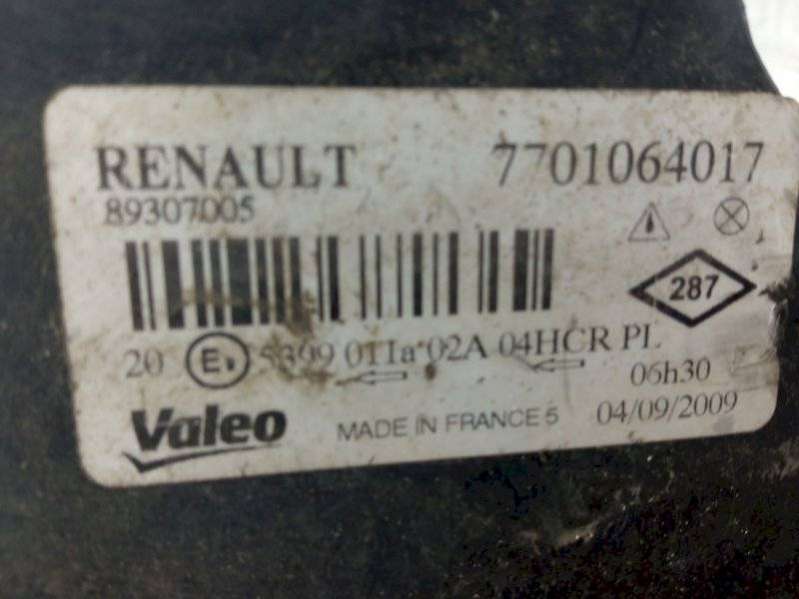 RENAULT 7701064017
89307005
287
20 E 5399 01Ia 02A 04HCR PL
06h30
Valeo MADE IN FRANCE 5 04/09/2009